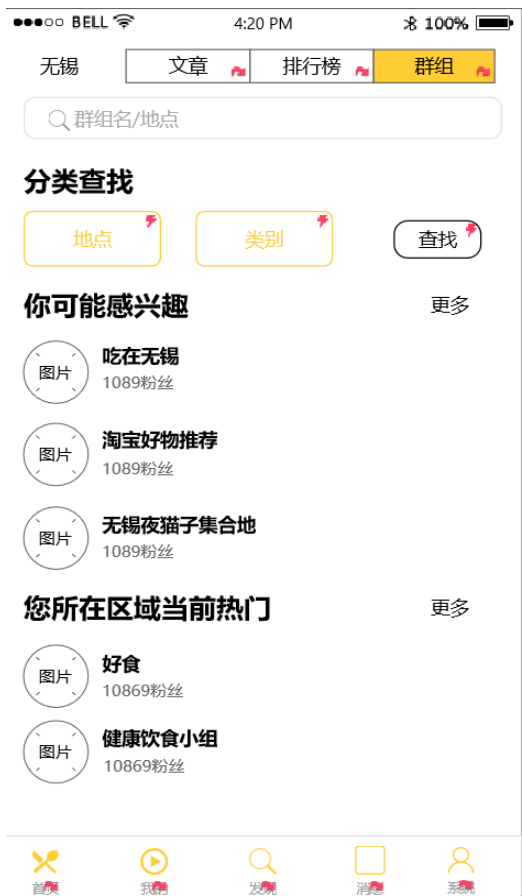 BELL 4:20 PM 100%
无锡 文章 排行榜 群组
群组名/地点
分类查找
地点 类别 查找
你可能感兴趣 更多
图片 吃在无锡
1089粉丝
图片 淘宝好物推荐
1089粉丝
图片 无锡夜猫子集合地
1089粉丝
您所在区域当前热门 更多
图片 好食
10869粉丝
图片 健康饮食小组
10869粉丝
首页 发现 消息